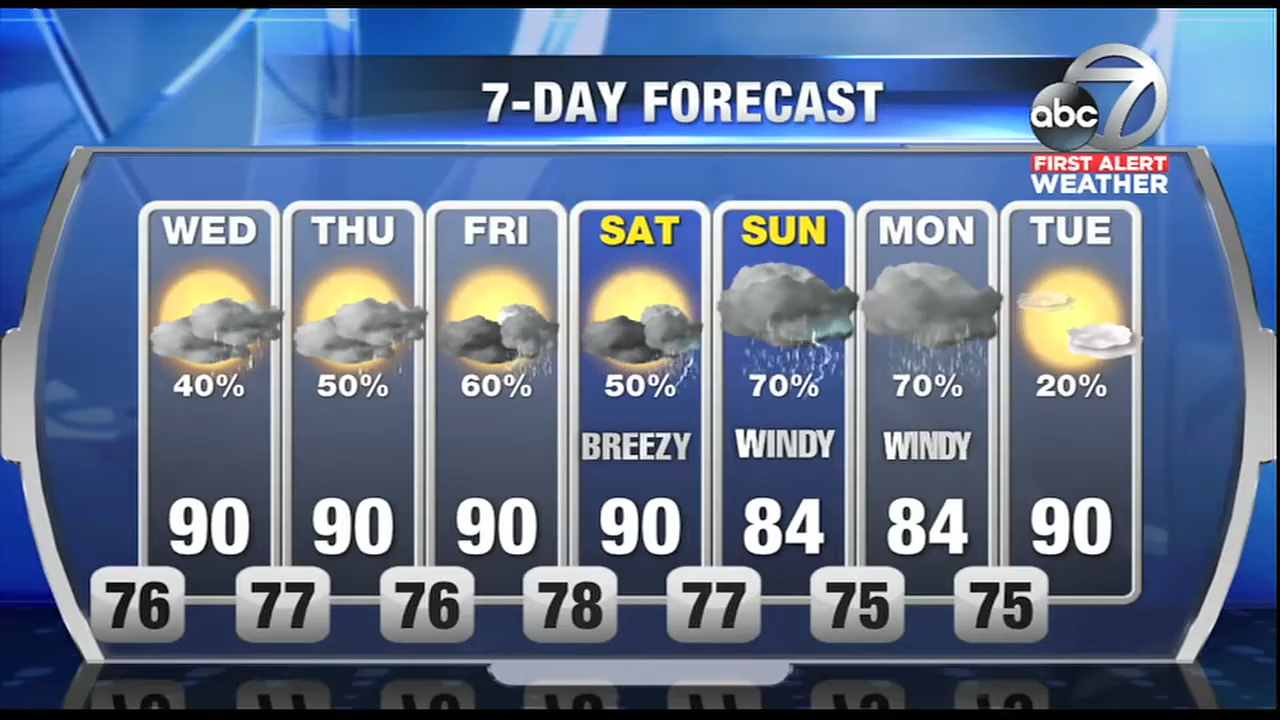 7-DAY FORECAST
abc 7
FIRST ALERT
WEATHER
WED THU FRI SAT SUN MON TUE
40% 50% 60% 50% 70% 70% 20%
BREEZY WINDY WINDY
90 90 90 90 84 84 90
76 77 76 78 77 75 75